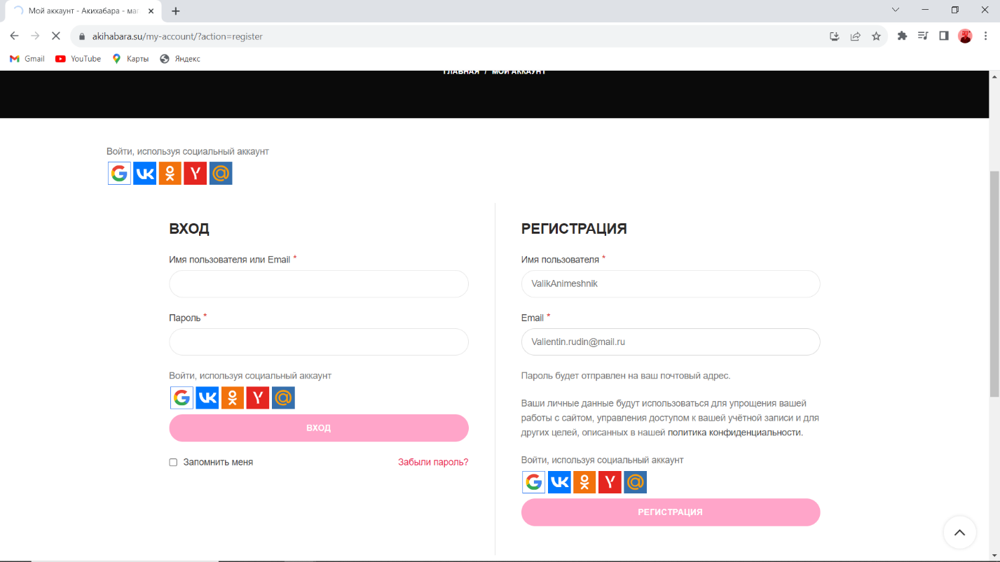 Мой аккаунт - Акихабара - маг
akihabara.su/my-account/?action=register
Gmail
YouTube
Карты
Яндекс
ГЛАВНАЯ / МОЙ АККАУНТ
Войти, используя социальный аккаунт
ВХОД
Имя пользователя или Email *
Пароль *
Войти, используя социальный аккаунт
ВХОД
Запомнить меня
Забыли пароль?
РЕГИСТРАЦИЯ
Имя пользователя *
ValikAnimeshnik
Email *
Valientin.rudin@mail.ru
Пароль будет отправлен на ваш почтовый адрес.
Ваши личные данные будут использоваться для упрощения вашей
работы с сайтом, управления доступом к вашей учётной записи и для
других целей, описанных в нашей политика конфиденциальности.
Войти, используя социальный аккаунт
РЕГИСТРАЦИЯ